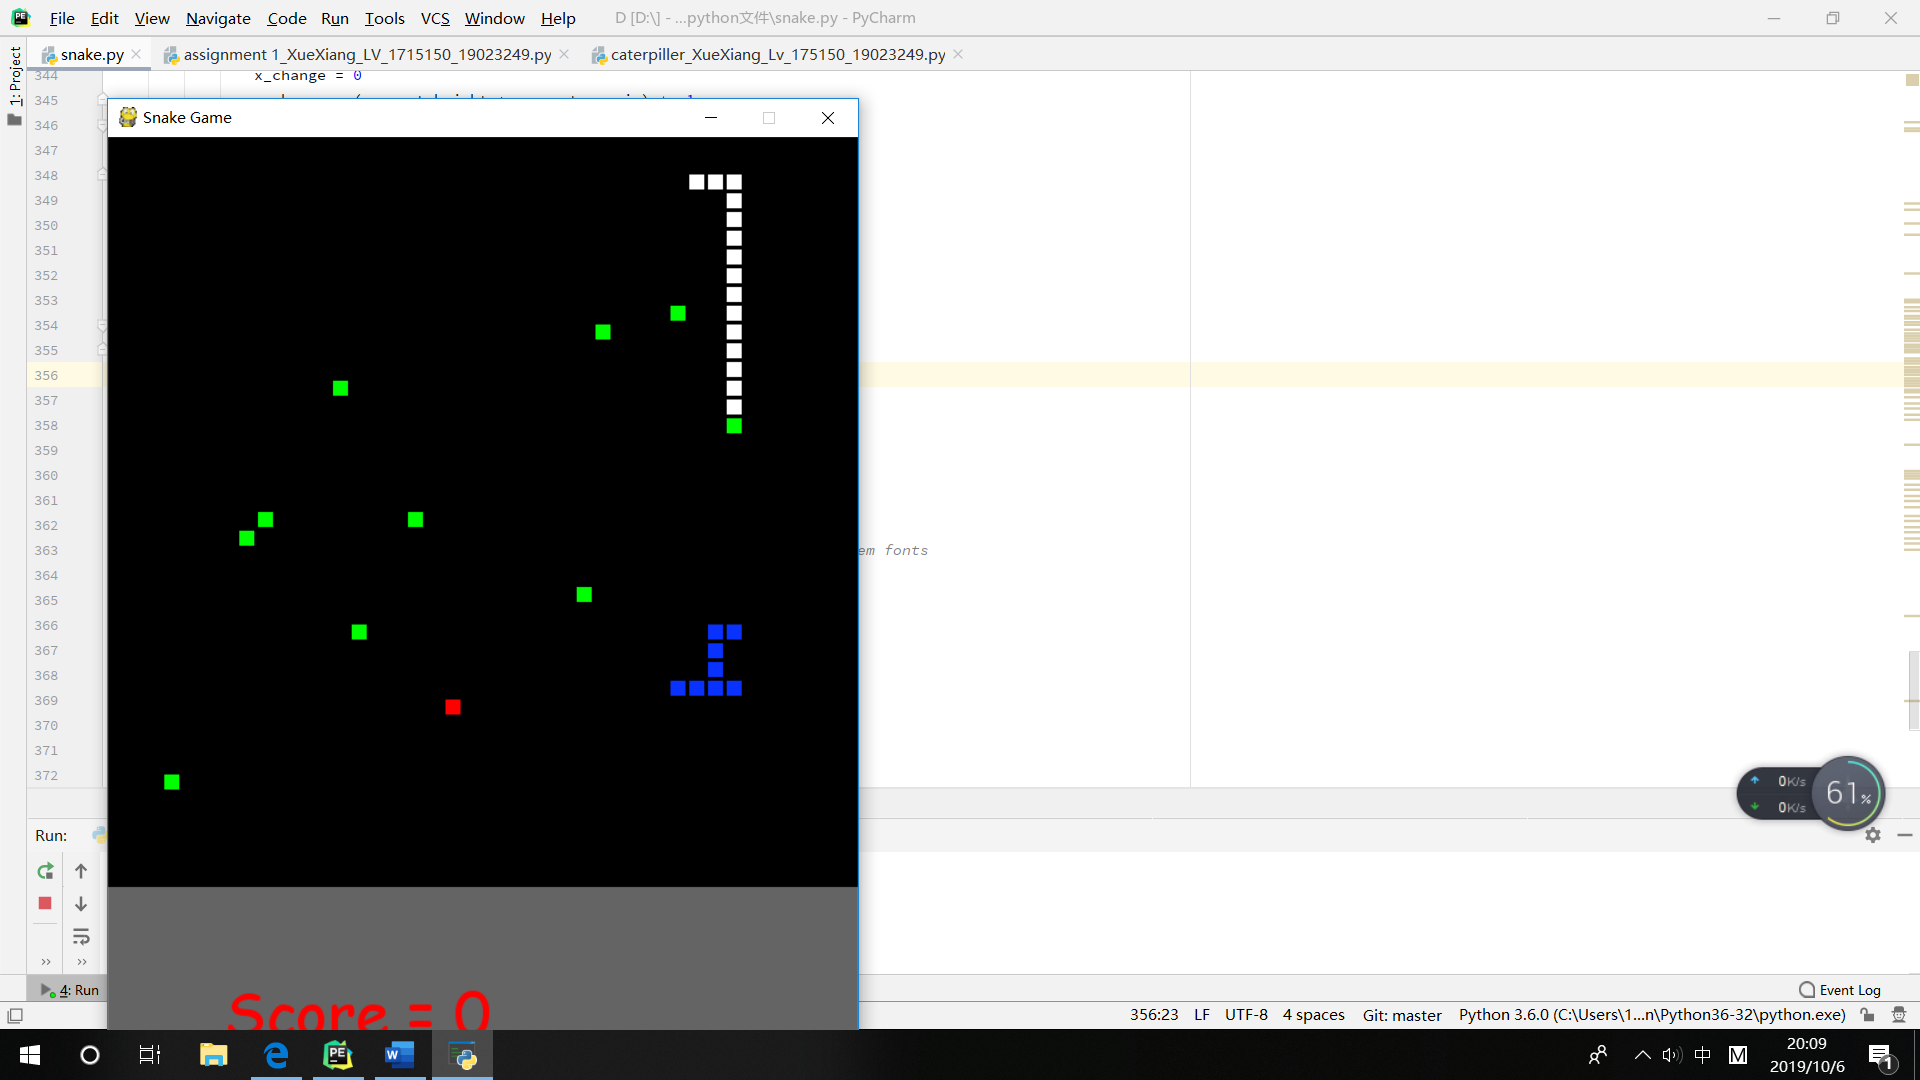 File Edit View Navigate Code Run Tools VCS Window Help D [D:\] - ...python文件\snake.py - PyCharm
snake.py assignment 1_XueXiang_LV_1715150_19023249.py caterpiller_XueXiang_Lv_175150_19023249.py
1: Project
344 x_change = 0
345
Snake Game
346
347
348
349
350
351
352
353
354
355
356
357
358
359
360
361
362
363 em fonts
364
365
366
367
368
369
370
371
372
0K/s
61%
0K/s
Run:
Score = 0
4: Run Event Log
356:23 LF UTF-8 4 spaces Git: master Python 3.6.0 (C:\Users\1...n\Python36-32\python.exe)
PE W 中 M 20:09
2019/10/6 1